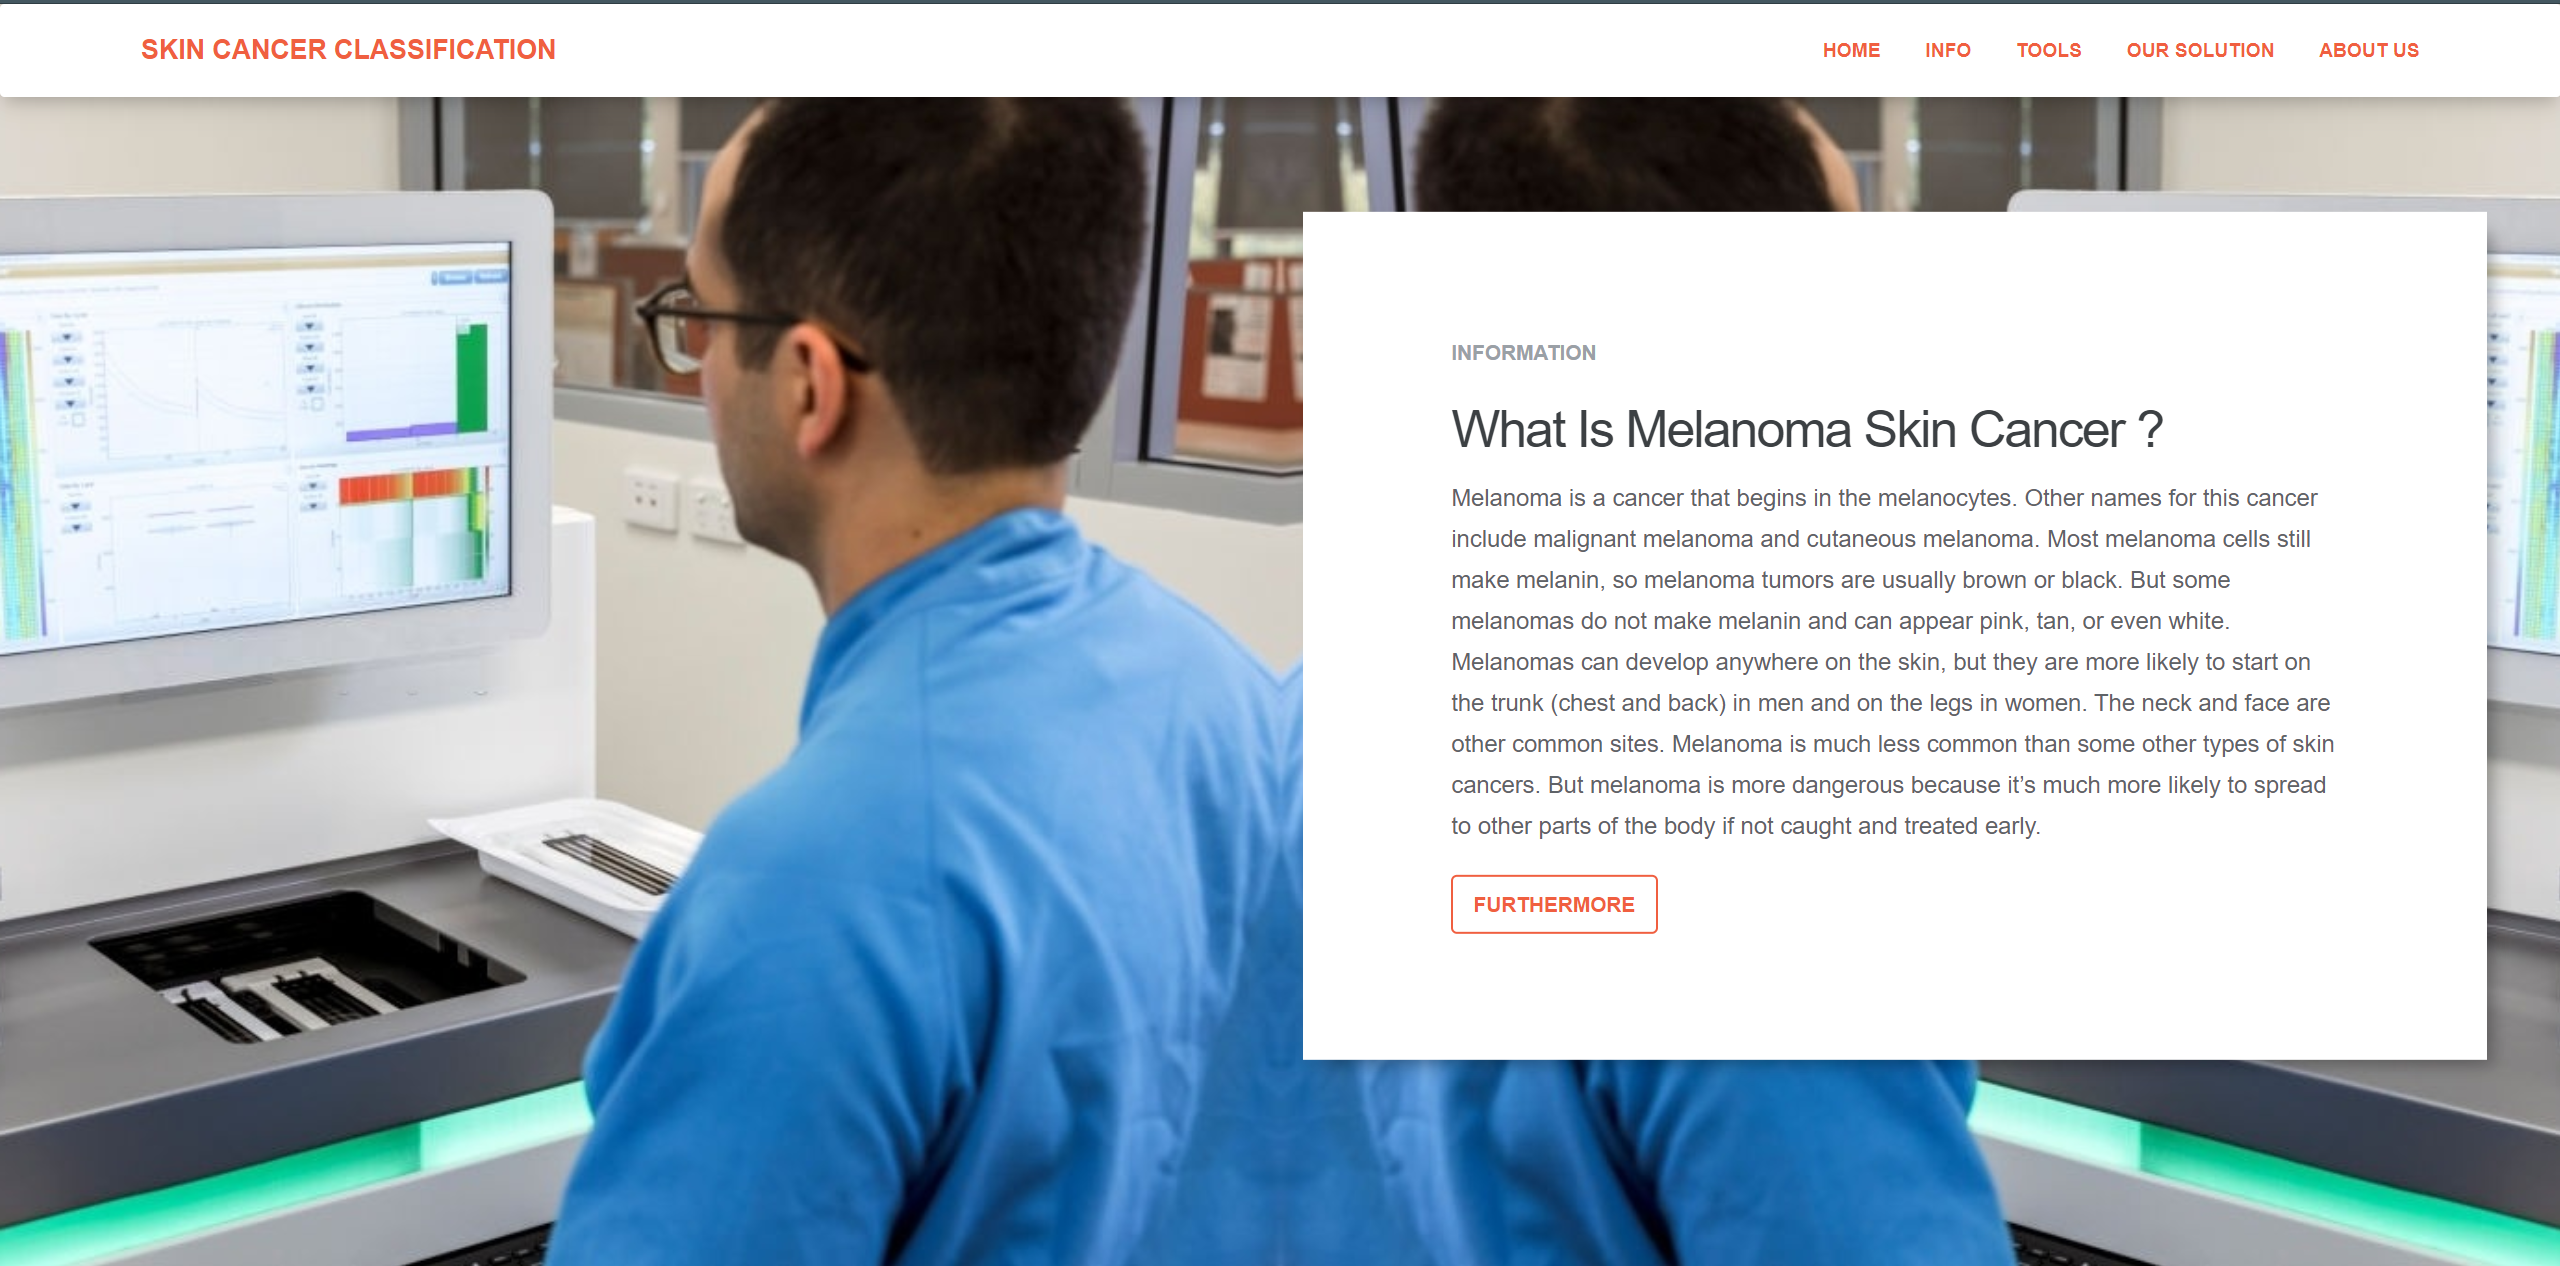 SKIN CANCER CLASSIFICATION
HOME INFO TOOLS OUR SOLUTION ABOUT US
INFORMATION
What Is Melanoma Skin Cancer ?
Melanoma is a cancer that begins in the melanocytes. Other names for this cancer
include malignant melanoma and cutaneous melanoma. Most melanoma cells still
make melanin, so melanoma tumors are usually brown or black. But some
melanomas do not make melanin and can appear pink, tan, or even white.
Melanomas can develop anywhere on the skin, but they are more likely to start on
the trunk (chest and back) in men and on the legs in women. The neck and face are
other common sites. Melanoma is much less common than some other types of skin
cancers. But melanoma is more dangerous because it’s much more likely to spread
to other parts of the body if not caught and treated early.
FURTHERMORE